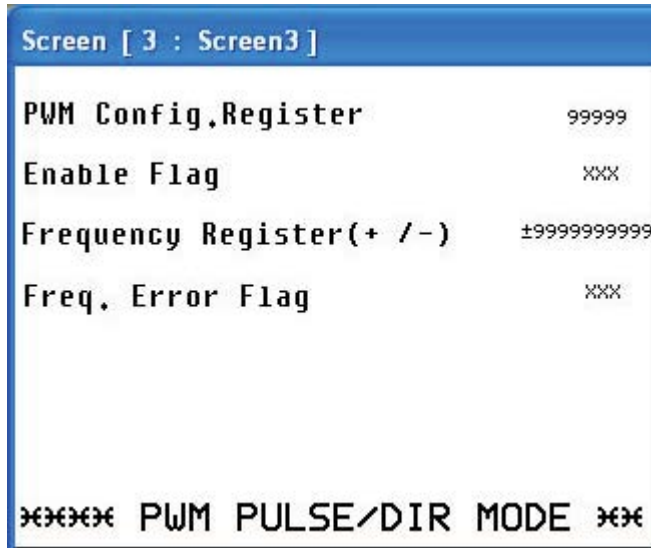 Screen [ 3 : Screen3 ]
PWM Config.Register 99999
Enable Flag XXX
Frequency Register(+ /-) ±9999999999
Freq. Error Flag XXX
**** PWM PULSE/DIR MODE **